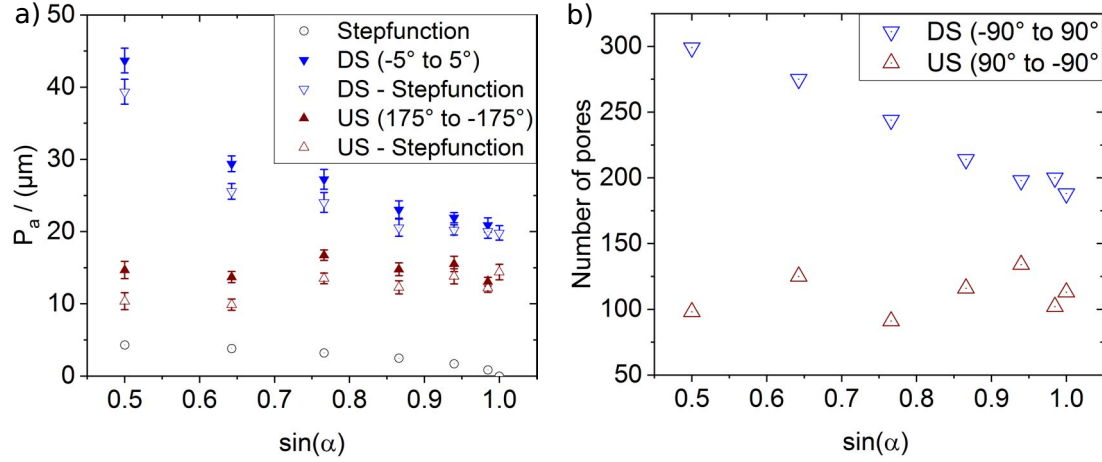 a)
50
40
30
20
10
0
P_a / (μm)
Stepfunction
DS (-5° to 5°)
DS - Stepfunction
US (175° to -175°)
US - Stepfunction
0.5 0.6 0.7 0.8 0.9 1.0
sin(α)
b)
300
250
200
150
100
50
Number of pores
DS (-90° to 90°)
US (90° to -90°)
0.5 0.6 0.7 0.8 0.9 1.0
sin(α)